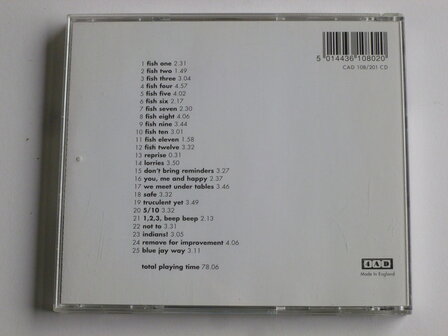 5 014436 108020
CAD 108/201 CD
1 fish one 2.31
2 fish two 1.49
3 fish three 3.04
4 fish four 4.57
5 fish five 4.02
6 fish six 2.17
7 fish seven 2.30
8 fish eight 4.06
9 fish nine 3.44
10 fish ten 3.01
11 fish eleven 1.58
12 fish twelve 3.32
13 reprise 0.31
14 lorries 3.50
15 don't bring reminders 3.27
16 you, me and happy 2.37
17 we meet under tables 3.46
18 safe 3.32
19 truculent yet 3.49
20 5/10 3.32
21 1,2,3, beep beep 2.13
22 not to 3.31
23 indians! 3.05
24 remave for improvement 4.06
25 blue jay way 3.11
total playing time 78.06
Made in England